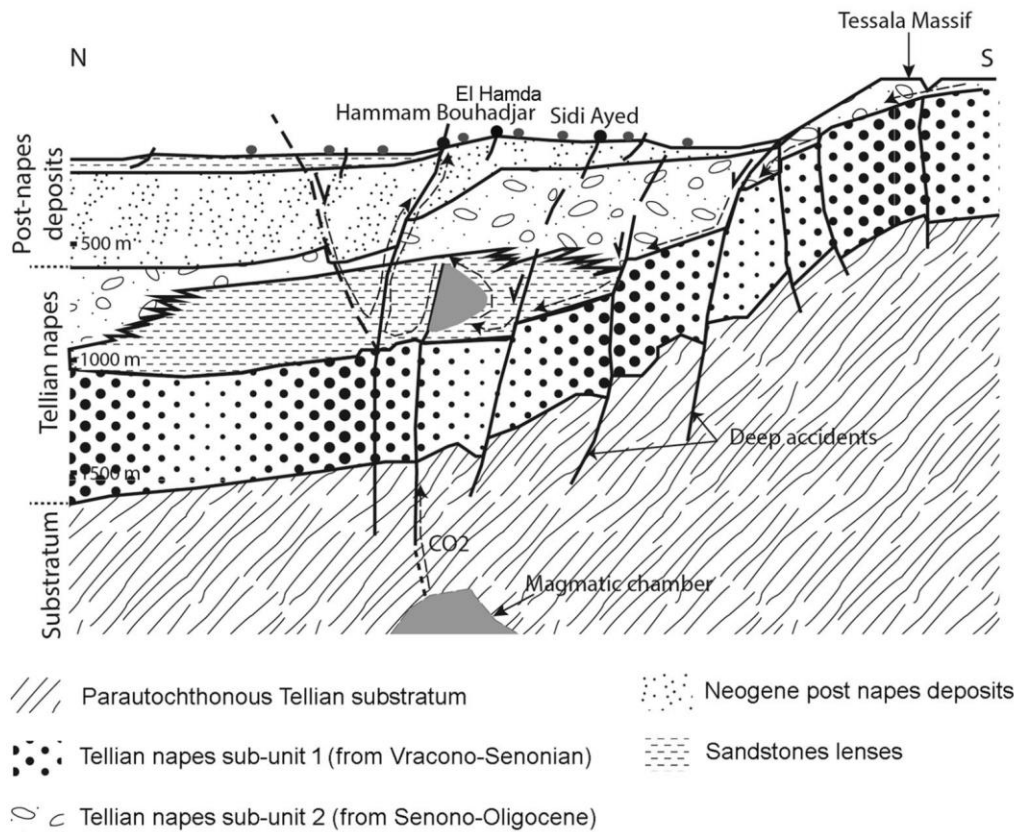 Tessala Massif
N
S
El Hamda
Hammam Bouhadjar
Sidi Ayed
Post-napes
deposits
500 m
Tellian napes
1000 m
1500 m
Deep accidents
Substratum
CO2
Magmatic chamber
Parautochthonous Tellian substratum
Neogene post napes deposits
Tellian napes sub-unit 1 (from Vracono-Senonian)
Sandstones lenses
Tellian napes sub-unit 2 (from Senono-Oligocene)